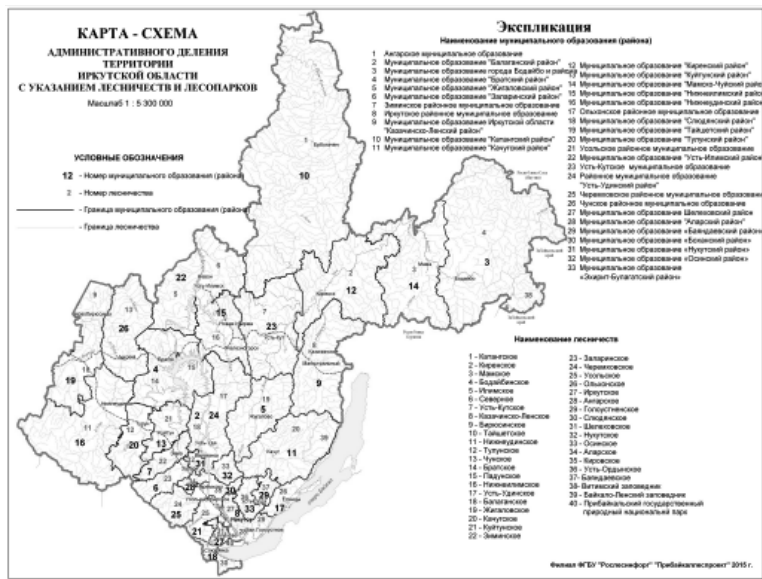 КАРТА - СХЕМА
АДМИНИСТРАТИВНОГО ДЕЛЕНИЯ
ТЕРРИТОРИИ
ИРКУТСКОЙ ОБЛАСТИ
С УКАЗАНИЕМ ЛЕСНИЧЕСТВ И ЛЕСОПАРКОВ
Масштаб 1 : 5 300 000
УСЛОВНЫЕ ОБОЗНАЧЕНИЯ
12 - Номер муниципального образования (района)
2 - Номер лесничества
- Граница муниципального образования (района)
- Граница лесничества
Экспликация
Наименование муниципального образования (района)
1 Ангарское муниципальное образование
2 Муниципальное образование "Балаганский район"
3 Муниципальное образование города Бодайбо и района
4 Муниципальное образование "Братский район"
5 Муниципальное образование "Жигаловский район"
6 Муниципальное образование "Заларинский район"
7 Зиминское районное муниципальное образование
8 Иркутское районное муниципальное образование
9 Муниципальное образование Иркутской области
"Казачинско-Ленский район"
10 Муниципальное образование "Катангский район"
11 Муниципальное образование "Качугский район"
12 Муниципальное образование "Киренский район"
13 Муниципальное образование "Куйтунский район"
14 Муниципальное образование "Мамско-Чуйский район"
15 Муниципальное образование "Нижнеилимский район"
16 Муниципальное образование "Нижнеудинский район"
17 Ольхонское районное муниципальное образование
18 Муниципальное образование "Слюдянский район"
19 Муниципальное образование "Тайшетский район"
20 Муниципальное образование "Тулунский район"
21 Усольское районное муниципальное образование
22 Муниципальное образование "Усть-Илимский район"
23 Усть-Кутское муниципальное образование
24 Районное муниципальное образование
"Усть-Удинский район"
25 Черемховское районное муниципальное образование
26 Чунское районное муниципальное образование
27 Муниципальное образование Шелеховский район
28 Муниципальное образование "Аларский район"
29 Муниципальное образование «Баяндаевский район»
30 Муниципальное образование «Боханский район»
31 Муниципальное образование «Нукутский район»
32 Муниципальное образование «Осинский район»
33 Муниципальное образование
«Эхирит-Булагатский район»
Наименование лесничеств
1 - Катангское
2 - Киренское
3 - Мамское
4 - Бодайбинское
5 - Илимское
6 - Северное
7 - Усть-Кутское
8 - Казачинско-Ленское
9 - Бирюсинское
10 - Тайшетское
11 - Нижнеудинское
12 - Тулунское
13 - Чунское
14 - Братское
15 - Падунское
16 - Нижнеилимское
17 - Усть-Удинское
18 - Балаганское
19 - Жигаловское
20 - Качугское
21 - Куйтунское
22 - Зиминское
23 - Заларинское
24 - Черемховское
25 - Усольское
26 - Ольхонское
27 - Иркутское
28 - Ангарское
29 - Голоустненское
30 - Слюдянское
31 - Шелеховское
32 - Нукутское
33 - Осинское
34 - Аларское
35 - Кировское
36 - Усть-Ордынское
37 - Баяндаевское
38 - Витимский заповедник
39 - Байкало-Ленский заповедник
40 - Прибайкальский государственный
природный национальный парк
Филиал ФГБУ "Рослесинфорг" "Прибайкаллеспроект" 2015 г.